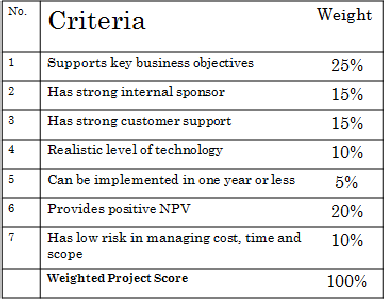 No. Criteria Weight
1 Supports key business objectives 25%
2 Has strong internal sponsor 15%
3 Has strong customer support 15%
4 Realistic level of technology 10%
5 Can be implemented in one year or less 5%
6 Provides positive NPV 20%
7 Has low risk in managing cost, time and 10%
scope
Weighted Project Score 100%